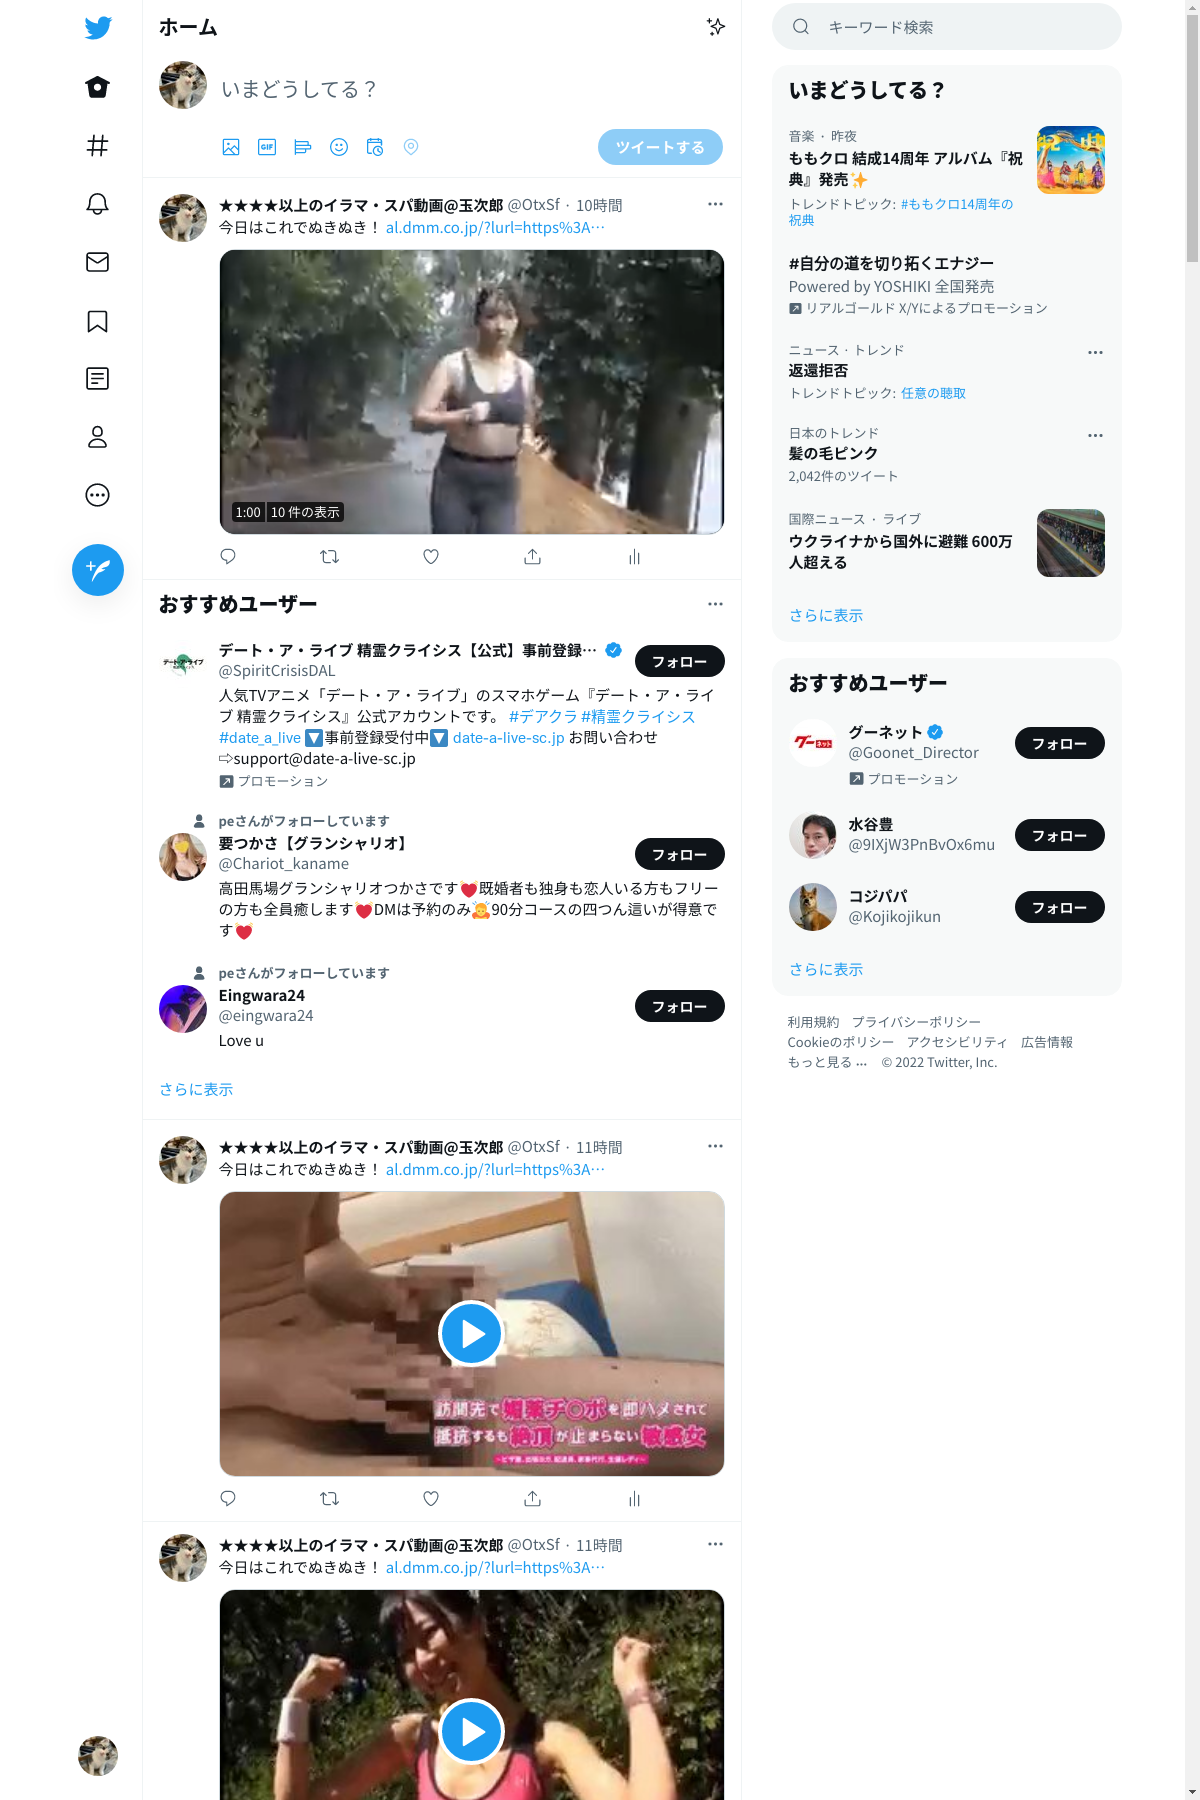 ホーム
いまどうしてる？
GIF
ツイートする
★★★★以上のイラマ・スパ動画@玉次郎 @OtxSf · 10時間
今日はこれでぬきぬき！ al.dmm.co.jp/?lurl=https%3A…
1:00 10 件の表示
おすすめユーザー
デート・ア・ライブ 精霊クライシス【公式】事前登録…
@SpiritCrisisDAL
フォロー
人気TVアニメ「デート・ア・ライブ」のスマホゲーム『デート・ア・ライ
ブ 精霊クライシス』公式アカウントです。 #デアクラ #精霊クライシス
#date_a_live 🔽事前登録受付中🔽 date-a-live-sc.jp お問い合わせ
⇨support@date-a-live-sc.jp
プロモーション
peさんがフォローしています
要つかさ【グランシャリオ】
@Chariot_kaname
フォロー
高田馬場グランシャリオつかさです💓既婚者も独身も恋人いる方もフリー
の方も全員癒します💓DMは予約のみ🙇90分コースの四つん這いが得意で
す💓
peさんがフォローしています
Eingwara24
@eingwara24
フォロー
Love u
さらに表示
★★★★以上のイラマ・スパ動画@玉次郎 @OtxSf · 11時間
今日はこれでぬきぬき！ al.dmm.co.jp/?lurl=https%3A…
訪問先で媚薬チ○ポを即ハメされて
抵抗するも絶頂が止まらない敏感女
★★★★以上のイラマ・スパ動画@玉次郎 @OtxSf · 11時間
今日はこれでぬきぬき！ al.dmm.co.jp/?lurl=https%3A…
キーワード検索
いまどうしてる？
音楽 · 昨夜
ももクロ 結成14周年 アルバム『祝
典』発売✨
トレンドトピック: #ももクロ14周年の
祝典
#自分の道を切り拓くエナジー
Powered by YOSHIKI 全国発売
リアルゴールド X/Yによるプロモーション
ニュース · トレンド
返還拒否
トレンドトピック: 任意の聴取
日本のトレンド
髪の毛ピンク
2,042件のツイート
国際ニュース · ライブ
ウクライナから国外に避難 600万
人超える
さらに表示
おすすめユーザー
グーネット
@Goonet_Director
フォロー
プロモーション
水谷豊
@9IXjW3PnBvOx6mu
フォロー
コジパパ
@Kojikojikun
フォロー
さらに表示
利用規約 プライバシーポリシー
Cookieのポリシー アクセシビリティ 広告情報
もっと見る … © 2022 Twitter, Inc.